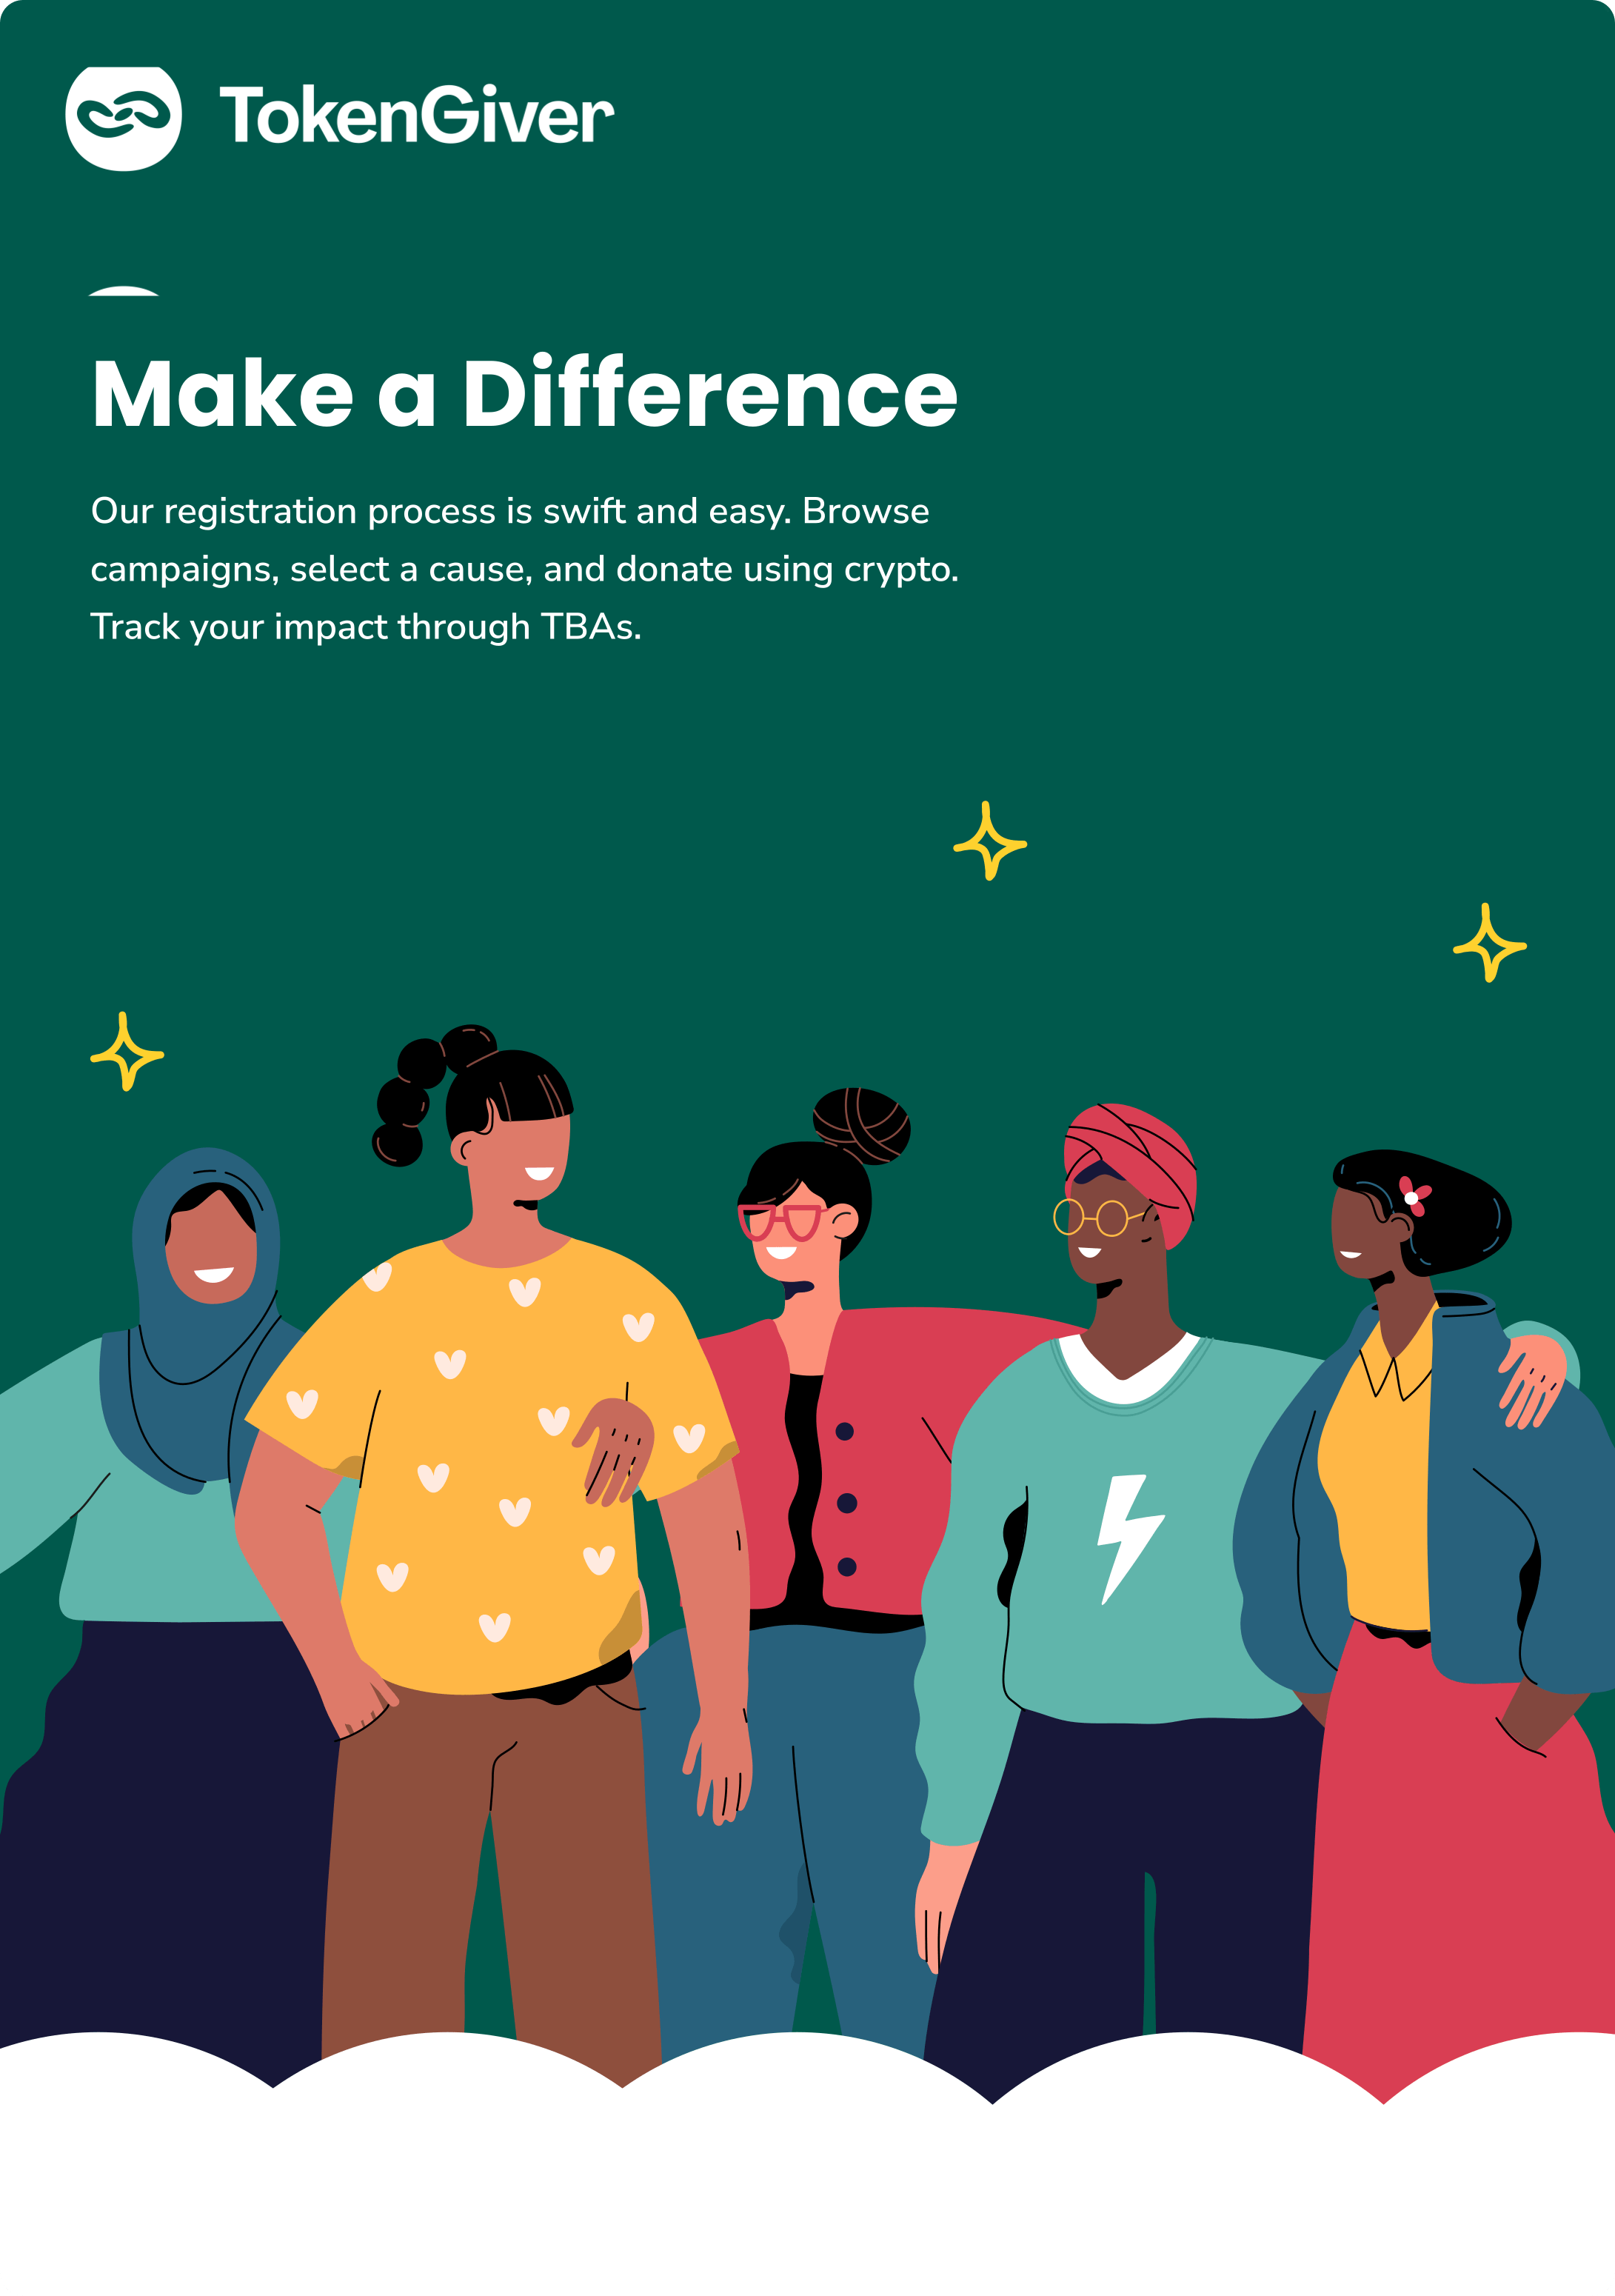 TokenGiver
Make a Difference
Our registration process is swift and easy. Browse
campaigns, select a cause, and donate using crypto.
Track your impact through TBAs.